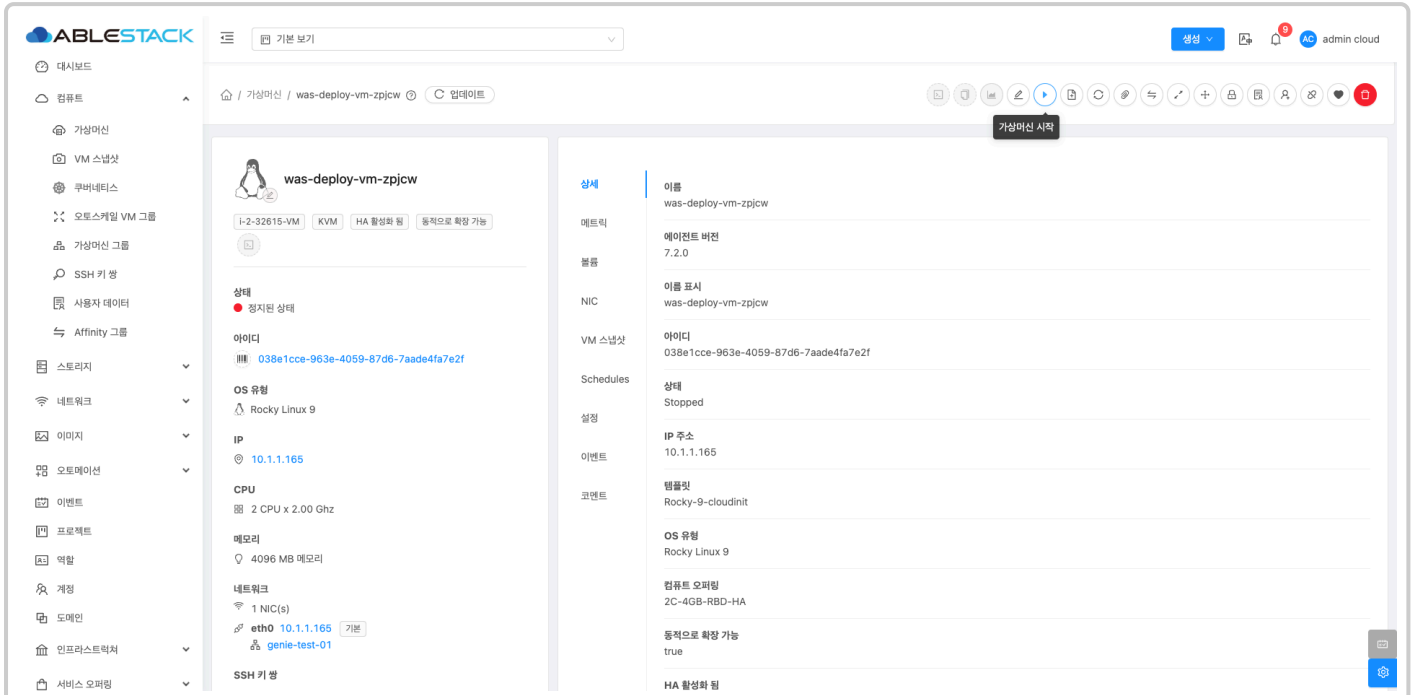 ABLESTACK
기본 보기
생성
9
AC admin cloud
대시보드
컴퓨트
가상머신
VM 스냅샷
쿠버네티스
오토스케일 VM 그룹
가상머신 그룹
SSH 키 쌍
사용자 데이터
Affinity 그룹
스토리지
네트워크
이미지
오토메이션
이벤트
프로젝트
역할
계정
도메인
인프라스트럭쳐
서비스 오퍼링
/ 가상머신 / was-deploy-vm-zpjcw
업데이트
가상머신 시작
was-deploy-vm-zpjcw
i-2-32615-VM KVM HA 활성화 됨 동적으로 확장 가능
상태
정지된 상태
아이디
038e1cce-963e-4059-87d6-7aade4fa7e2f
OS 유형
Rocky Linux 9
IP
10.1.1.165
CPU
2 CPU x 2.00 Ghz
메모리
4096 MB 메모리
네트워크
1 NIC(s)
eth0 10.1.1.165 기본
genie-test-01
SSH 키 쌍
상세
메트릭
볼륨
NIC
VM 스냅샷
Schedules
설정
이벤트
코멘트
이름
was-deploy-vm-zpjcw
에이전트 버전
7.2.0
이름 표시
was-deploy-vm-zpjcw
아이디
038e1cce-963e-4059-87d6-7aade4fa7e2f
상태
Stopped
IP 주소
10.1.1.165
템플릿
Rocky-9-cloudinit
OS 유형
Rocky Linux 9
컴퓨트 오퍼링
2C-4GB-RBD-HA
동적으로 확장 가능
true
HA 활성화 됨